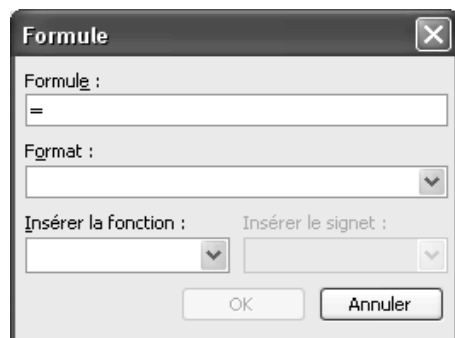 Formule
Formule :
=
Format :
Insérer la fonction : Insérer le signet :
OK Annuler